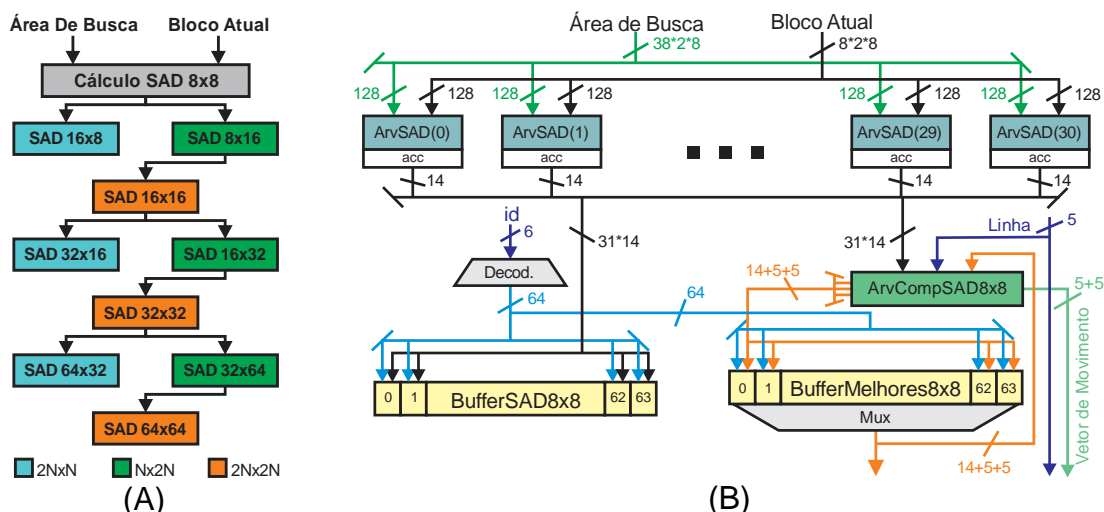 Área De Busca
Bloco Atual
Cálculo SAD 8x8
SAD 16x8
SAD 8x16
SAD 16x16
SAD 32x16
SAD 16x32
SAD 32x32
SAD 64x32
SAD 32x64
SAD 64x64
2NxN
Nx2N
2Nx2N
(A)
Área de Busca
Bloco Atual
38*2*8
8*2*8
128
128
128
128
128
128
128
128
ArvSAD(0)
ArvSAD(1)
ArvSAD(29)
ArvSAD(30)
acc
acc
acc
acc
14
14
14
14
id
6
31*14
31*14
Linha
5
Decod.
14+5+5
ArvCompSAD8x8
5+5
64
64
0
1
BufferSAD8x8
62
63
0
1
BufferMelhores8x8
62
63
Mux
14+5+5
Vetor de Movimento
(B)